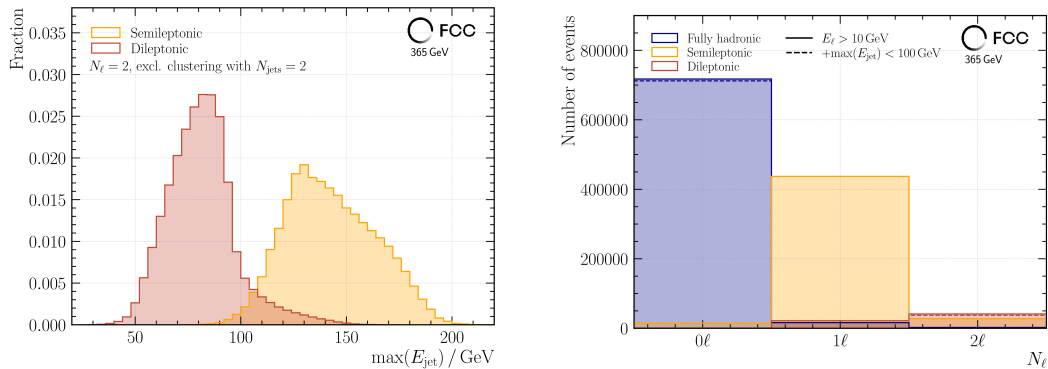 Fraction
0.038
Semileptonic
Dileptonic
N_ℓ = 2, excl. clustering with N_jets = 2
FCC
365 GeV
0.035
0.030
0.025
0.020
0.015
0.010
0.005
0.000
50
100
150
200
max(E_jet) / GeV
Number of events
Fully hadronic
Semileptonic
Dileptonic
E_ℓ > 10 GeV
+max(E_jet) < 100 GeV
FCC
365 GeV
800000
600000
400000
200000
0
0ℓ
1ℓ
2ℓ
N_ℓ